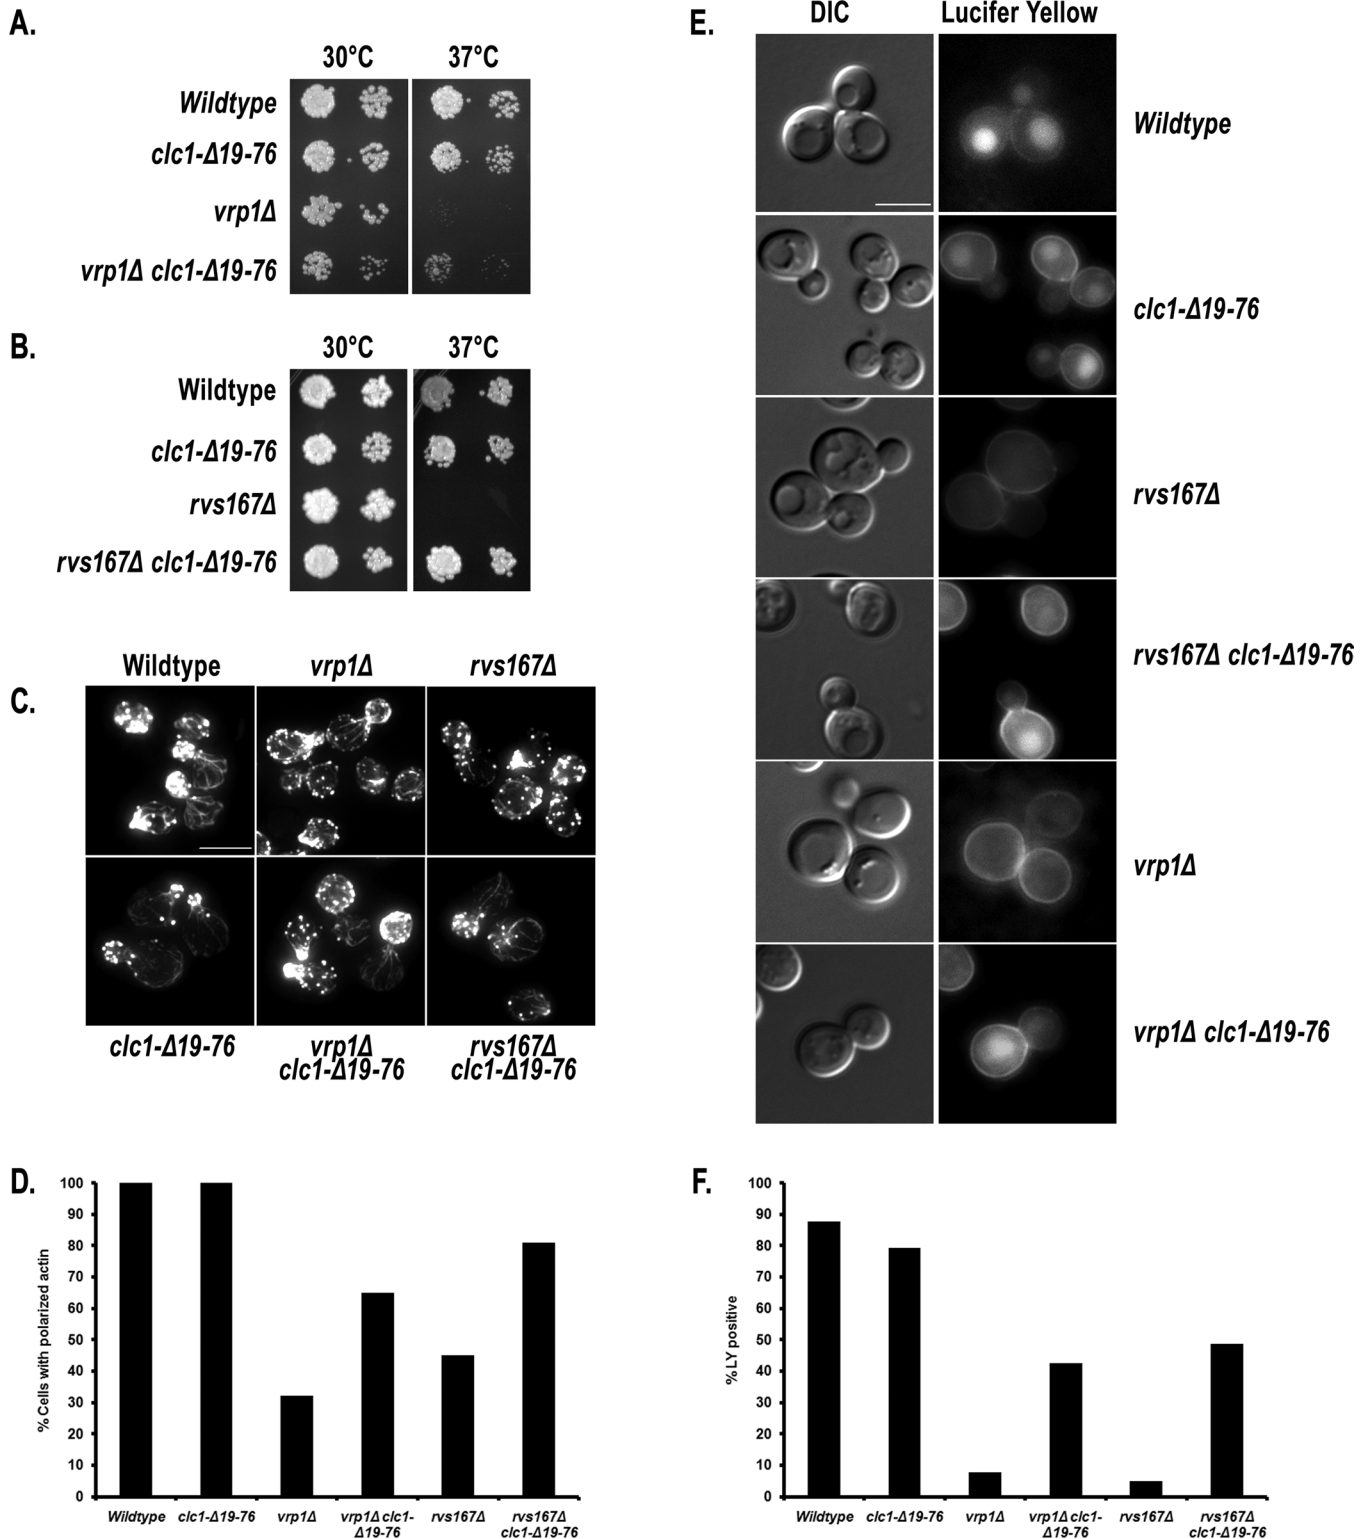 A.
30°C 37°C
Wildtype
clc1-Δ19-76
vrp1Δ
vrp1Δ clc1-Δ19-76
B.
30°C 37°C
Wildtype
clc1-Δ19-76
rvs167Δ
rvs167Δ clc1-Δ19-76
C.
Wildtype vrp1Δ rvs167Δ
clc1-Δ19-76 vrp1Δ rvs167Δ
clc1-Δ19-76 clc1-Δ19-76
D.
% Cells with polarized actin
100
90
80
70
60
50
40
30
20
10
0
Wildtype clc1-Δ19-76 vrp1Δ vrp1Δ clc1- rvs167Δ rvs167Δ
Δ19-76 clc1-Δ19-76
E.
DIC Lucifer Yellow
Wildtype
clc1-Δ19-76
rvs167Δ
rvs167Δ clc1-Δ19-76
vrp1Δ
vrp1Δ clc1-Δ19-76
F.
% LY positive
100
90
80
70
60
50
40
30
20
10
0
Wildtype clc1-Δ19-76 vrp1Δ vrp1Δ clc1- rvs167Δ rvs167Δ
Δ19-76 clc1-Δ19-76